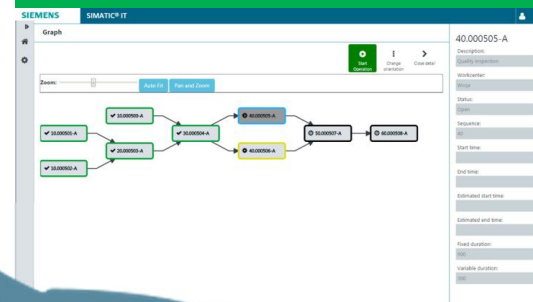 SIEMENS
SIMATIC® IT
Graph
Start Operation
Change orientation
Close detail
Zoom:
Auto Fit
Pan and Zoom
10.000500-A
40.000505-A
10.000501-A
20.000503-A
30.000504-A
50.000507-A
60.000508-A
40.000506-A
10.000502-A
40.000505-A
Description:
Quality inspection
Workcenter:
Status:
Open
Sequence:
40
Start time:
End time:
Estimated start time:
Estimated end time:
Fixed duration:
Variable duration: